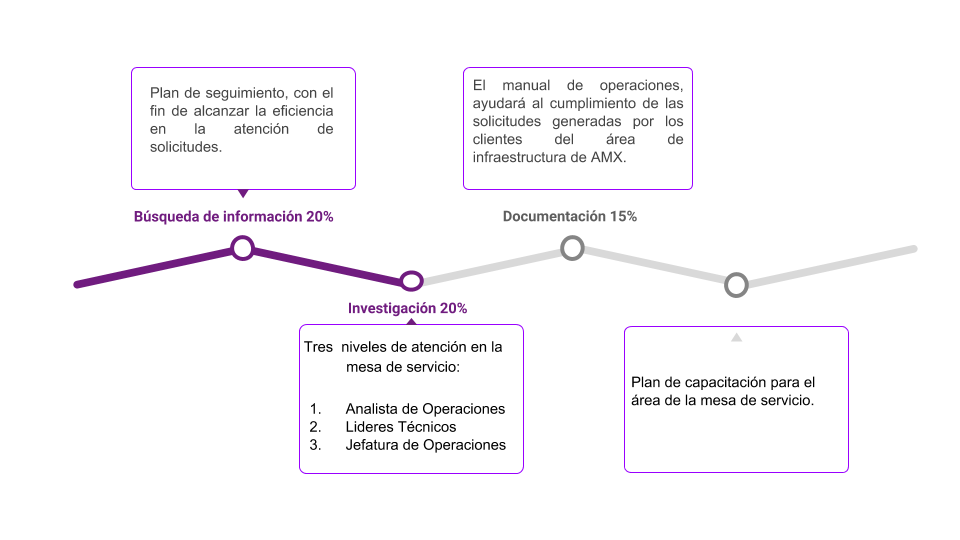 Plan de seguimiento, con el
fin de alcanzar la eficiencia
en la atención de
solicitudes.
El manual de operaciones,
ayudará al cumplimiento de las
solicitudes generadas por los
clientes del área de
infraestructura de AMX.
Búsqueda de información 20%
Documentación 15%
Investigación 20%
Tres niveles de atención en la
mesa de servicio:
1. Analista de Operaciones
2. Lideres Técnicos
3. Jefatura de Operaciones
Plan de capacitación para el
área de la mesa de servicio.